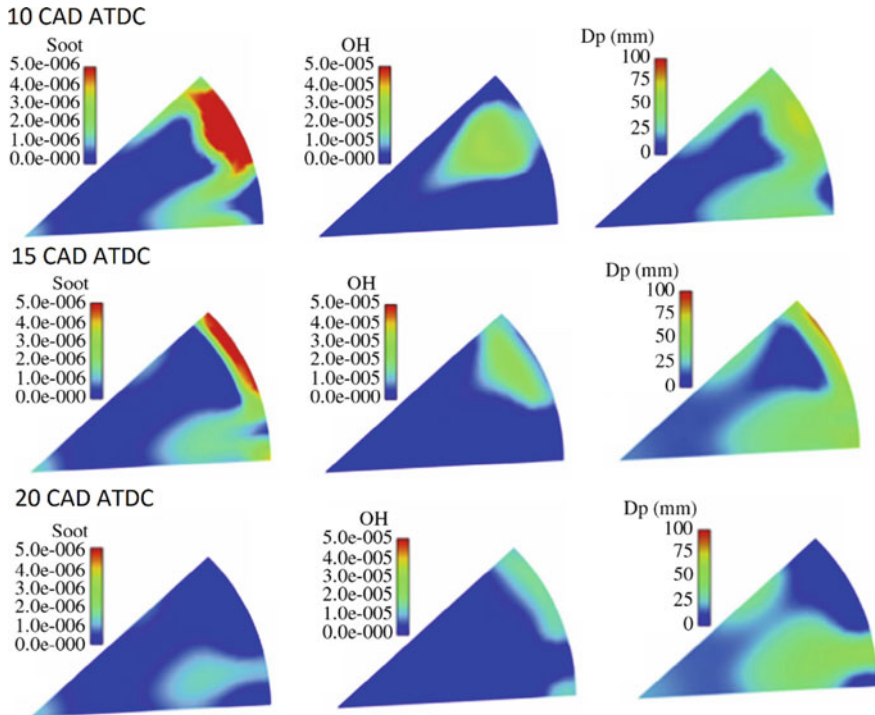 10 CAD ATDC
Soot
5.0e-006
4.0e-006
3.0e-006
2.0e-006
1.0e-006
0.0e-000
OH
5.0e-005
4.0e-005
3.0e-005
2.0e-005
1.0e-005
0.0e-000
Dp (mm)
100
75
50
25
0
15 CAD ATDC
Soot
5.0e-006
4.0e-006
3.0e-006
2.0e-006
1.0e-006
0.0e-000
OH
5.0e-005
4.0e-005
3.0e-005
2.0e-005
1.0e-005
0.0e-000
Dp (mm)
100
75
50
25
0
20 CAD ATDC
Soot
5.0e-006
4.0e-006
3.0e-006
2.0e-006
1.0e-006
0.0e-000
OH
5.0e-005
4.0e-005
3.0e-005
2.0e-005
1.0e-005
0.0e-000
Dp (mm)
100
75
50
25
0